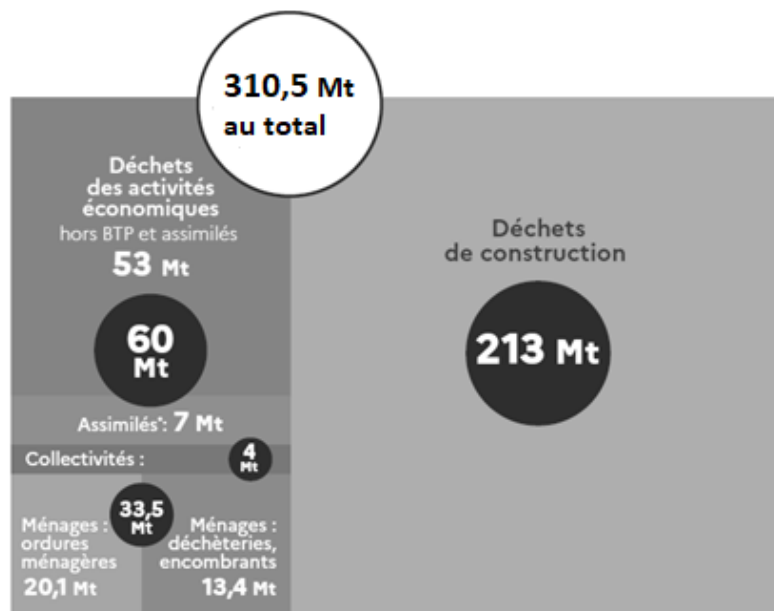 310,5 Mt
au total
Déchets
des activités
économiques
hors BTP et assimilés
53 Mt
60
Mt
Assimilés*: 7 Mt
Collectivités :
4
Mt
33,5
Mt
Ménages :
ordures
ménagères
20,1 Mt
Ménages :
déchèteries,
encombrants
13,4 Mt
Déchets
de construction
213 Mt